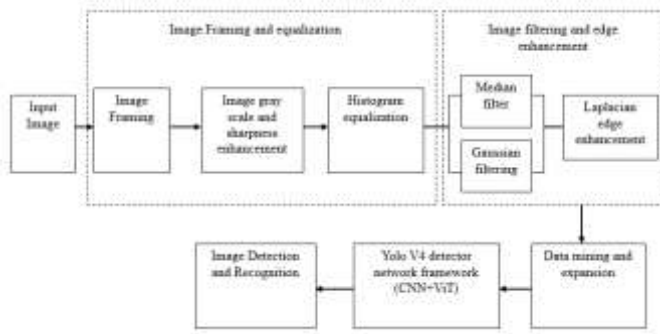 Image Framing and equalization
Image filtering and edge
enhancement
Input
Image
Image
Framing
Image gray
scale and
sharpness
enhancement
Histogram
equalization
Median
filter
Gaussian
filtering
Laplacian
edge
enhancement
Image Detection
and Recognition
Yolo V4 detector
network framework
(CNN+ViT)
Data mining and
expansion